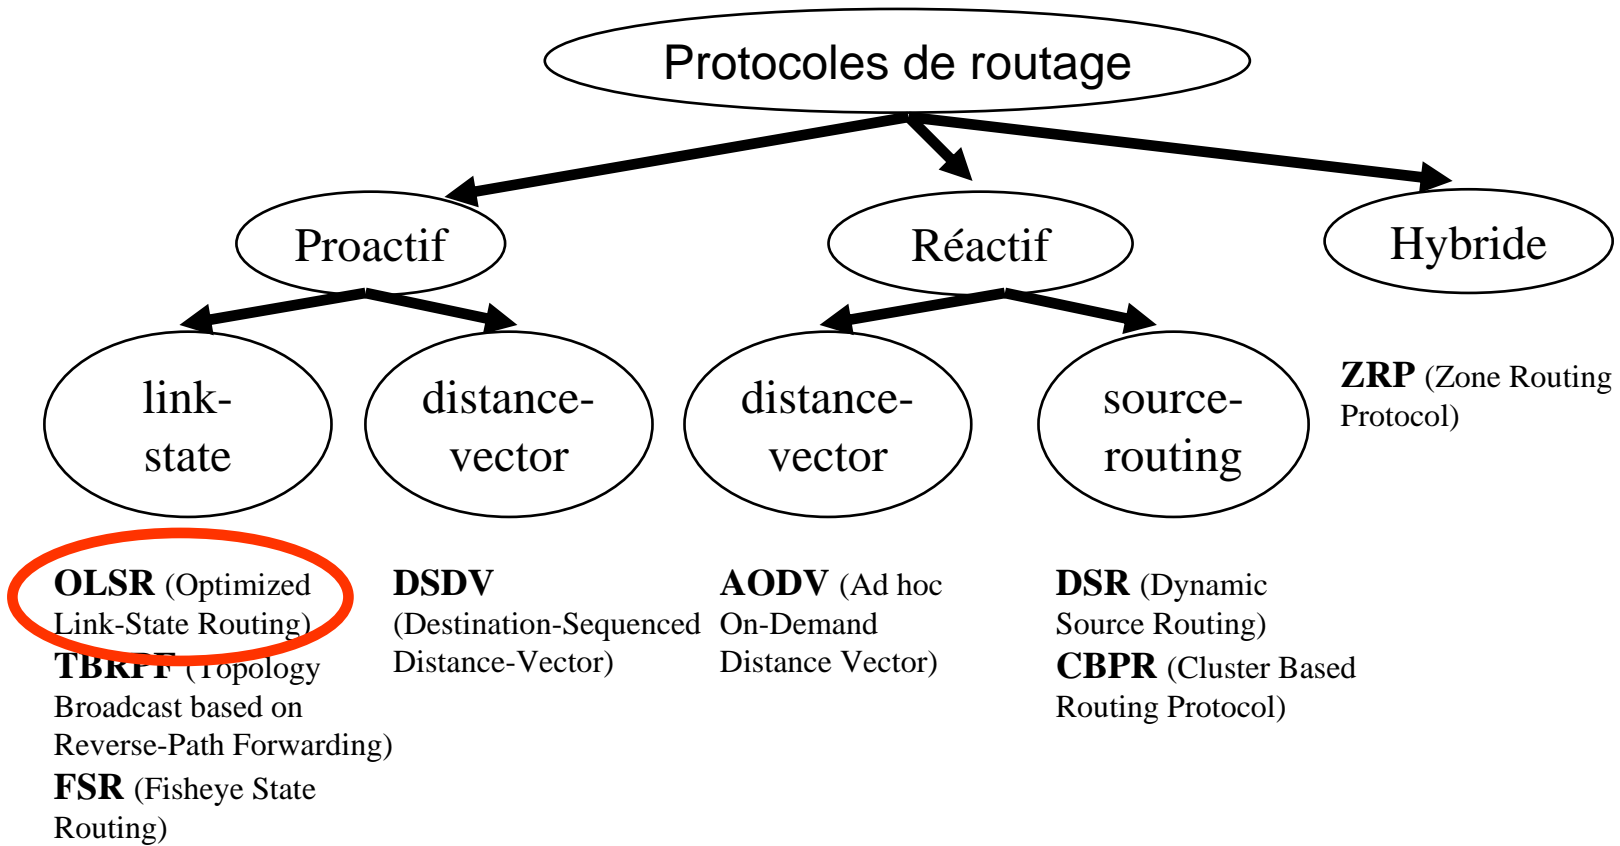 Protocoles de routage
Proactif
Réactif
Hybride
link-
state
distance-
vector
distance-
vector
source-
routing
ZRP (Zone Routing
Protocol)
OLSR (Optimized
Link-State Routing)
TBRPF (Topology
Broadcast based on
Reverse-Path Forwarding)
FSR (Fisheye State
Routing)
DSDV
(Destination-Sequenced
Distance-Vector)
AODV (Ad hoc
On-Demand
Distance Vector)
DSR (Dynamic
Source Routing)
CBPR (Cluster Based
Routing Protocol)